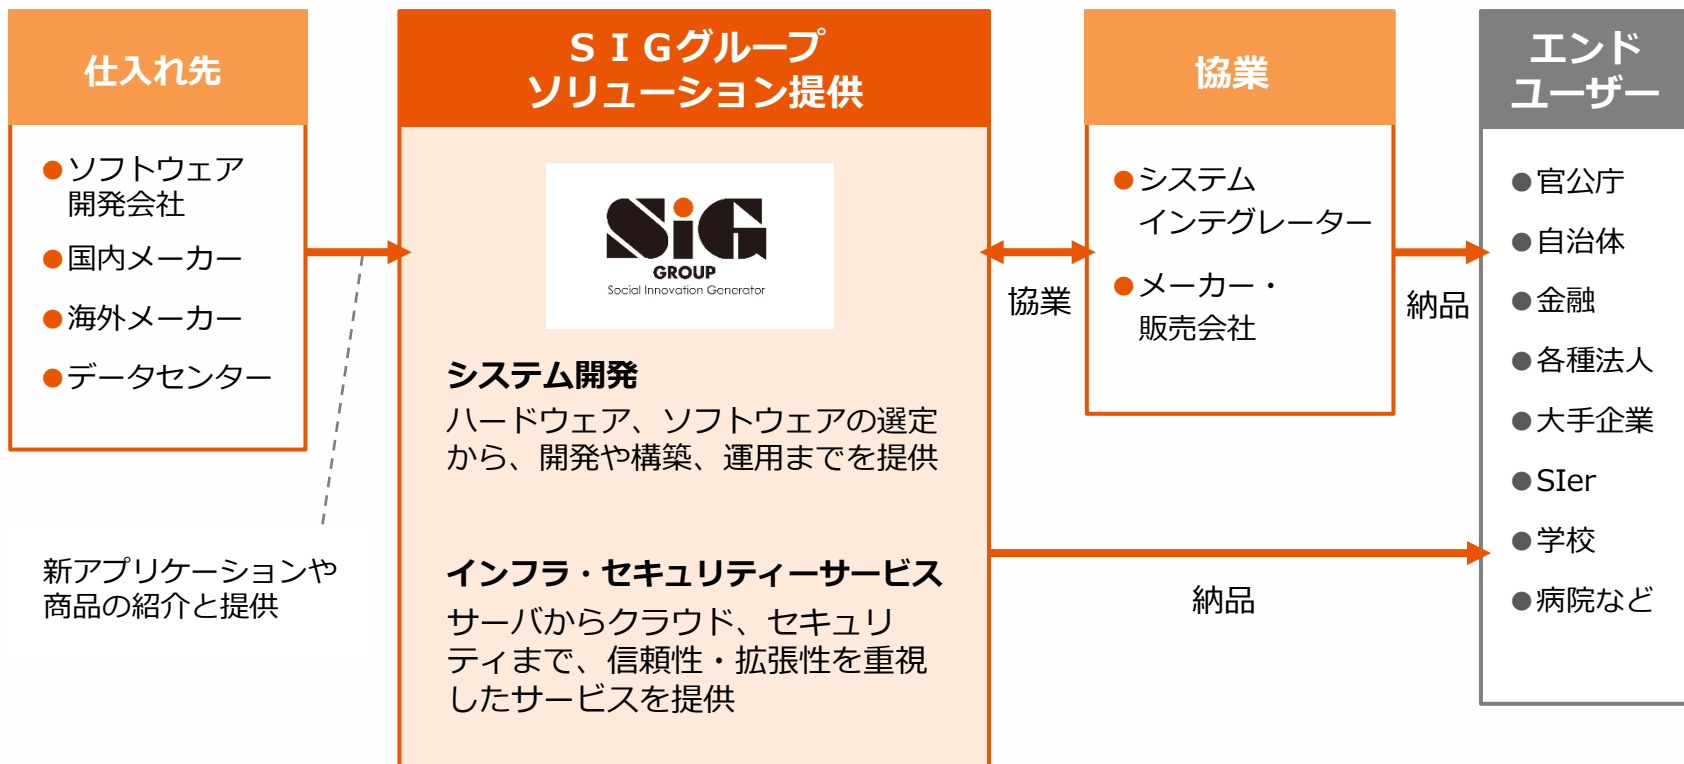 仕入れ先
●ソフトウェア
開発会社
●国内メーカー
●海外メーカー
●データセンター
新アプリケーションや
商品の紹介と提供
ＳＩＧグループ
ソリューション提供
SiG
GROUP
Social Innovation Generator
システム開発
ハードウェア、ソフトウェアの選定
から、開発や構築、運用までを提供
インフラ・セキュリティーサービス
サーバからクラウド、セキュリ
ティまで、信頼性・拡張性を重視
したサービスを提供
協業
協業
●システム
インテグレーター
●メーカー・
販売会社
納品
納品
エンド
ユーザー
●官公庁
●自治体
●金融
●各種法人
●大手企業
●SIer
●学校
●病院など